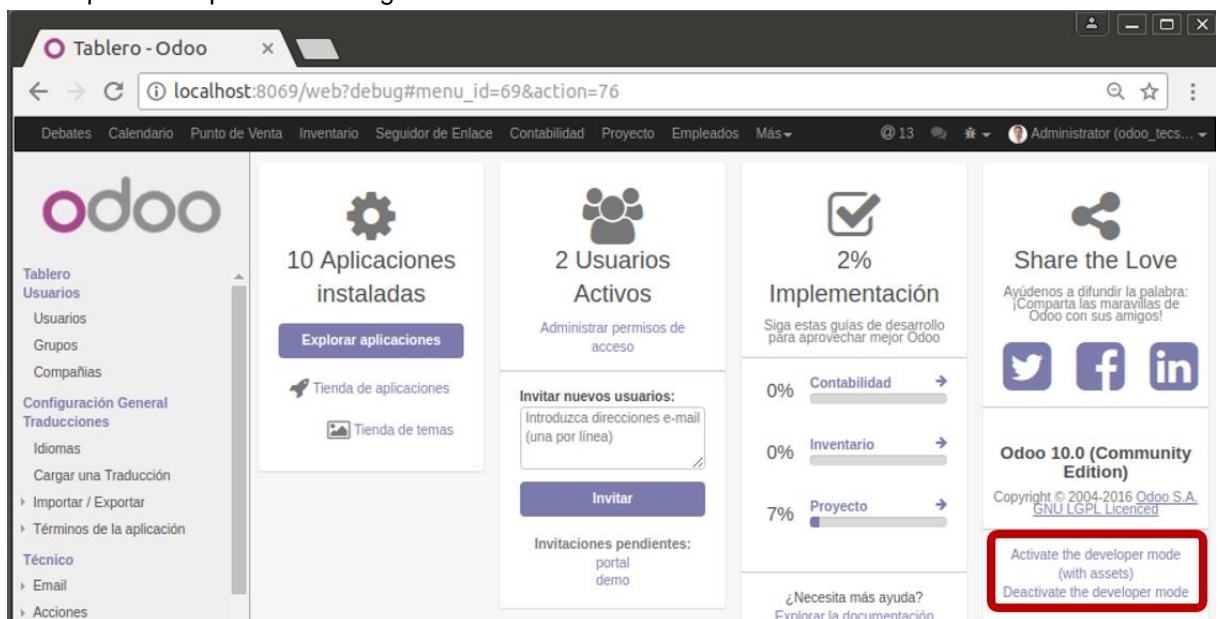 Tablero - Odoo
localhost:8069/web?debug#menu_id=69&action=76
Debates Calendario Punto de Venta Inventario Seguidor de Enlace Contabilidad Proyecto Empleados Más @ 13 Administrator (odoo_tecs...
odoo
Tablero
Usuarios
Usuarios
Grupos
Compañias
Configuración General
Traducciones
Idiomas
Cargar una Traducción
Importar / Exportar
Términos de la aplicación
Técnico
Email
Acciones
10 Aplicaciones
instaladas
Explorar aplicaciones
Tienda de aplicaciones
Tienda de temas
2 Usuarios
Activos
Administrar permisos de
acceso
Invitar nuevos usuarios:
Introduzca direcciones e-mail
(una por línea)
Invitar
Invitaciones pendientes:
portal
demo
2%
Implementación
Siga estas guías de desarrollo
para aprovechar mejor Odoo
0% Contabilidad
0% Inventario
7% Proyecto
¿Necesita más ayuda?
Explorar la documentación
Share the Love
Ayúdenos a difundir la palabra:
¡Comparta las maravillas de
Odoo con sus amigos!
Odoo 10.0 (Community
Edition)
Copyright © 2004-2016 Odoo S.A.
GNU LGPL Licenced
Activate the developer mode
(with assets)
Deactivate the developer mode